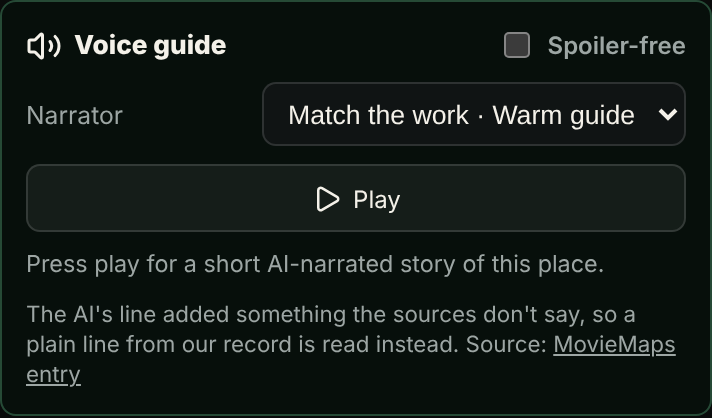 Voice guide
Spoiler-free
Narrator
Match the work · Warm guide
Play
Press play for a short AI-narrated story of this place.
The AI's line added something the sources don't say, so a
plain line from our record is read instead. Source: MovieMaps
entry